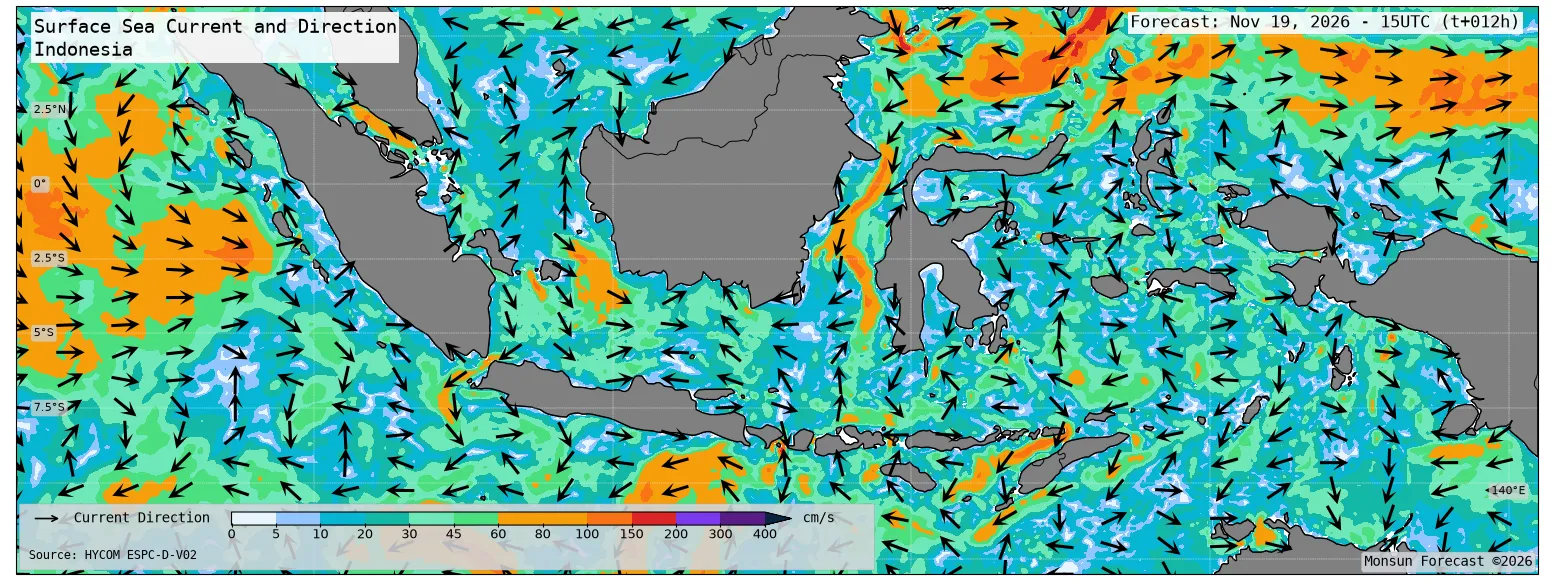 Surface Sea Current and Direction
Indonesia
Forecast: Nov 19, 2026 - 15UTC (t+012h)
2.5°N
0°
2.5°S
5°S
7.5°S
140°E
Current Direction
0 5 10 20 30 45 60 80 100 150 200 300 400 cm/s
Source: HYCOM ESPC-D-V02
Monsun Forecast ©2026